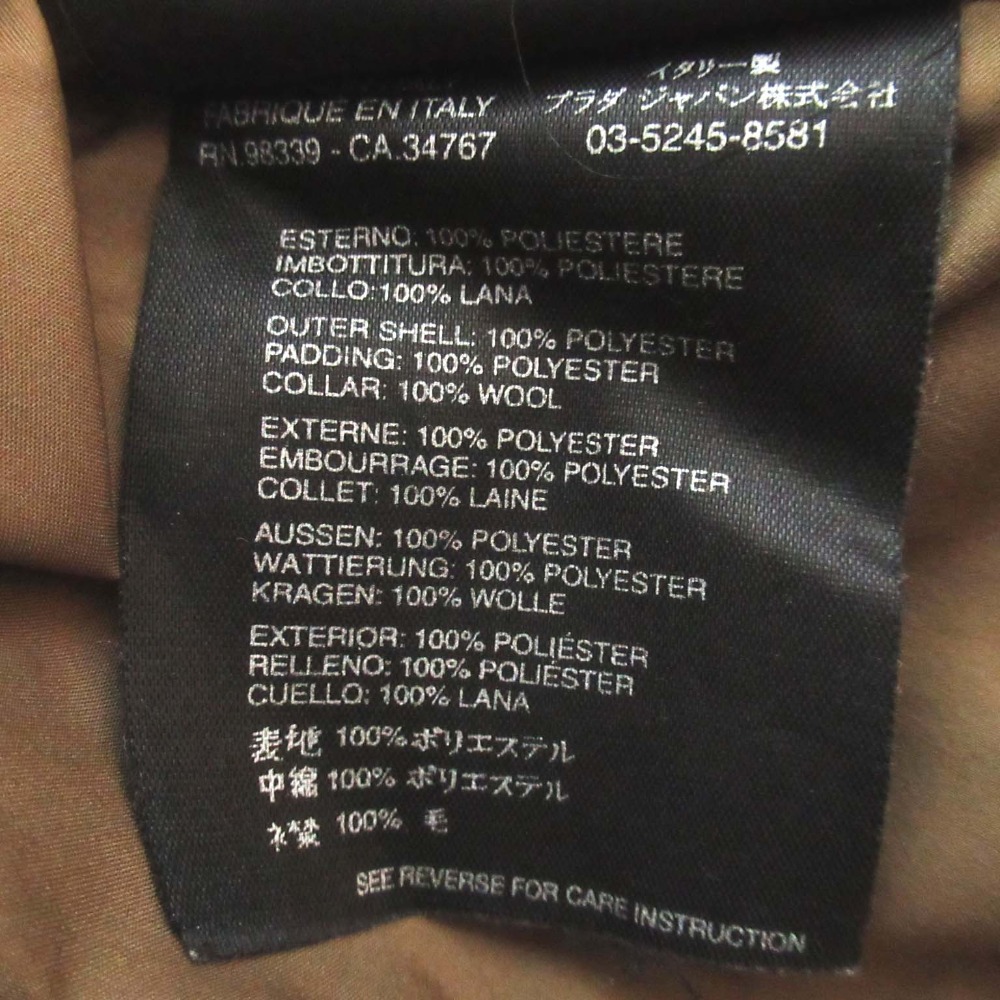 FABRIQUE EN ITALY
RN.98339 - CA.34767
イタリー製
プラダ ジャパン株式会社
03-5245-8581
ESTERNO: 100% POLIESTERE
IMBOTTITURA: 100% POLIESTERE
COLLO:100% LANA
OUTER SHELL: 100% POLYESTER
PADDING: 100% POLYESTER
COLLAR: 100% WOOL
EXTERNE: 100% POLYESTER
EMBOURRAGE: 100% POLYESTER
COLLET: 100% LAINE
AUSSEN: 100% POLYESTER
WATTIERUNG: 100% POLYESTER
KRAGEN: 100% WOLLE
EXTERIOR: 100% POLIÉSTER
RELLENO: 100% POLIÉSTER
CUELLO: 100% LANA
表地 100%ポリエステル
中綿 100% ポリエステル
衿 100% 毛
SEE REVERSE FOR CARE INSTRUCTION